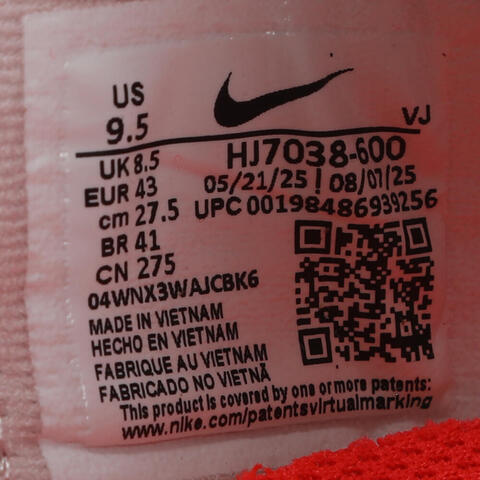 US
9.5
VJ
UK 8.5
HJ7038-600
EUR 43
05/21/25 | 08/07/25
cm 27.5
UPC 00198486939256
BR 41
CN 275
04WNX3WAJCBK6
MADE IN VIETNAM
HECHO EN VIETNAM
FABRIQUE AU VIETNAM
FABRICADO NO VIETNÃ
This product is covered by one or more patents:
www.nike.com/patentsvirtualmarking